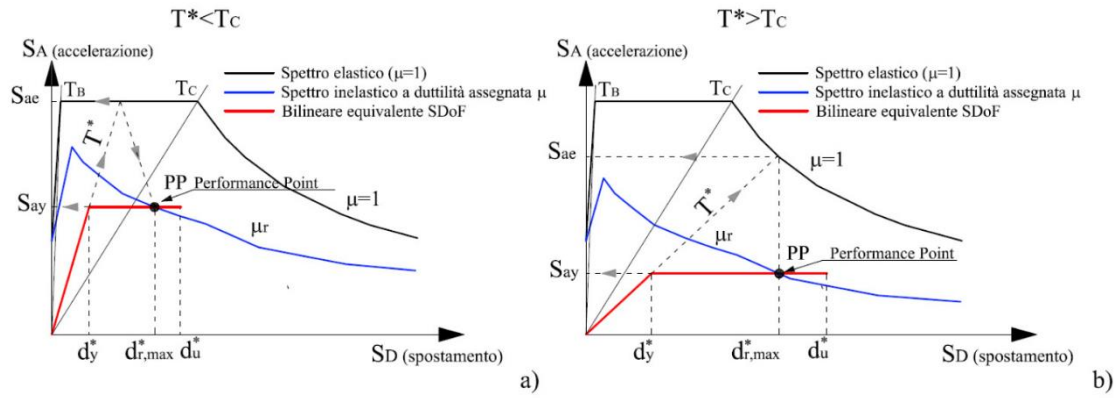 T*<TC
SA (accelerazione)
Spettro elastico (μ=1)
Spettro inelastico a duttilità assegnata μ
Bilineare equivalente SDoF
TB
TC
Sae
T*
PP
Performance Point
Say
μ=1
μr
d*y
d*r,max
d*u
SD (spostamento)
a)
T*>TC
SA (accelerazione)
Spettro elastico (μ=1)
Spettro inelastico a duttilità assegnata μ
Bilineare equivalente SDoF
TB
TC
Sae
μ=1
T*
μr
PP
Performance Point
Say
d*y
d*r,max
d*u
SD (spostamento)
b)